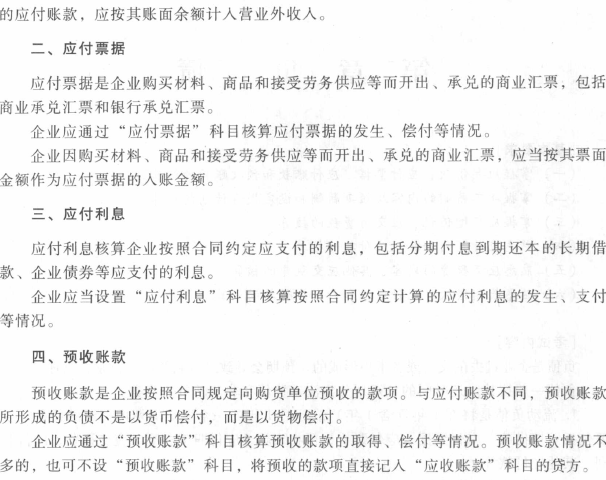 的应付账款，应按其账面余额计入营业外收入。
二、应付票据
应付票据是企业购买材料、商品和接受劳务供应等而开出、承兑的商业汇票，包括
商业承兑汇票和银行承兑汇票。
企业应通过“应付票据”科目核算应付票据的发生、偿付等情况。
企业因购买材料、商品和接受劳务供应等而开出、承兑的商业汇票，应当按其票面
金额作为应付票据的入账金额。
三、应付利息
应付利息核算企业按照合同约定应支付的利息，包括分期付息到期还本的长期借
款、企业债券等应支付的利息。
企业应当设置“应付利息”科目核算按照合同约定计算的应付利息的发生、支付
等情况。
四、预收账款
预收账款是企业按照合同规定向购货单位预收的款项。与应付账款不同，预收账款
所形成的负债不是以货币偿付，而是以货物偿付。
企业应通过“预收账款”科目核算预收账款的取得、偿付等情况。预收账款情况不
多的，也可不设“预收账款”科目，将预收的款项直接记入“应收账款”科目的贷方。